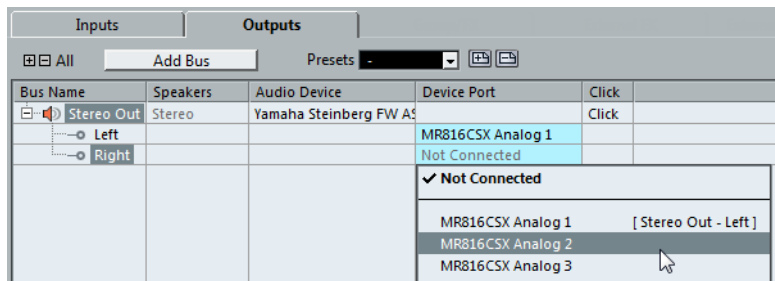 Inputs Outputs
All Add Bus Presets -
Bus Name Speakers Audio Device Device Port Click
Stereo Out Stereo Yamaha Steinberg FW AS Click
Left MR816CSX Analog 1
Right Not Connected
✓ Not Connected
MR816CSX Analog 1 [ Stereo Out - Left ]
MR816CSX Analog 2
MR816CSX Analog 3